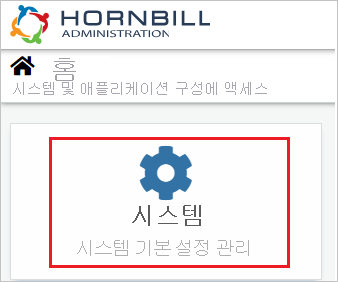 HORNBILL
ADMINISTRATION
홈
시스템 및 애플리케이션 구성에 액세스
시스템
시스템 기본 설정 관리